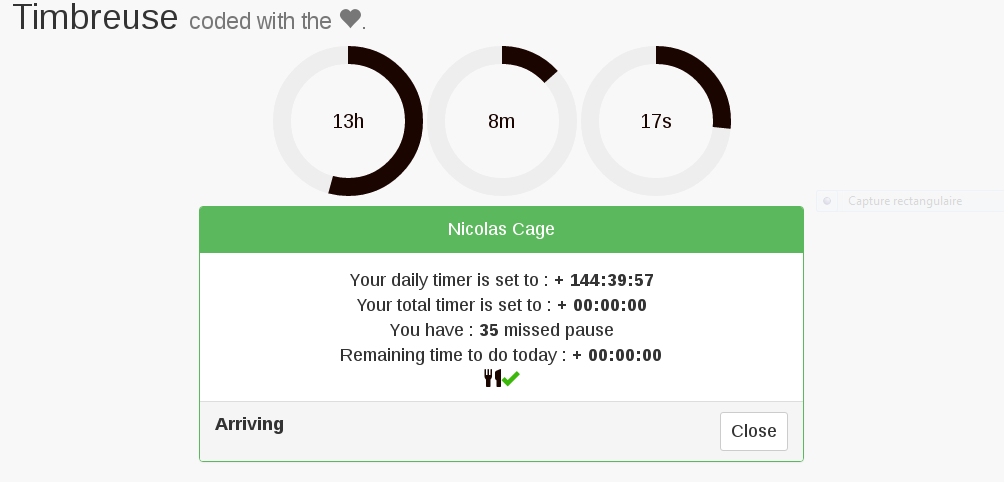 Timbreuse coded with the ♥.
13h 8m 17s
Capture rectangulaire
Nicolas Cage
Your daily timer is set to : + 144:39:57
Your total timer is set to : + 00:00:00
You have : 35 missed pause
Remaining time to do today : + 00:00:00
Arriving
Close